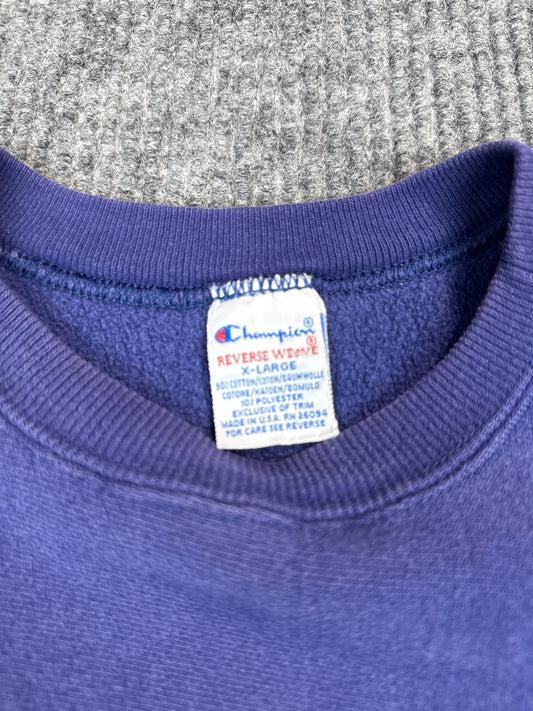 Champion®
REVERSE WEAVE®
X-LARGE
90% COTTON/COTON/BAUMWOLLE
COTONE/KATOEN/BOMULD
10% POLYESTER
EXCLUSIVE OF TRIM
MADE IN U.S.A. RN 26094
FOR CARE SEE REVERSE